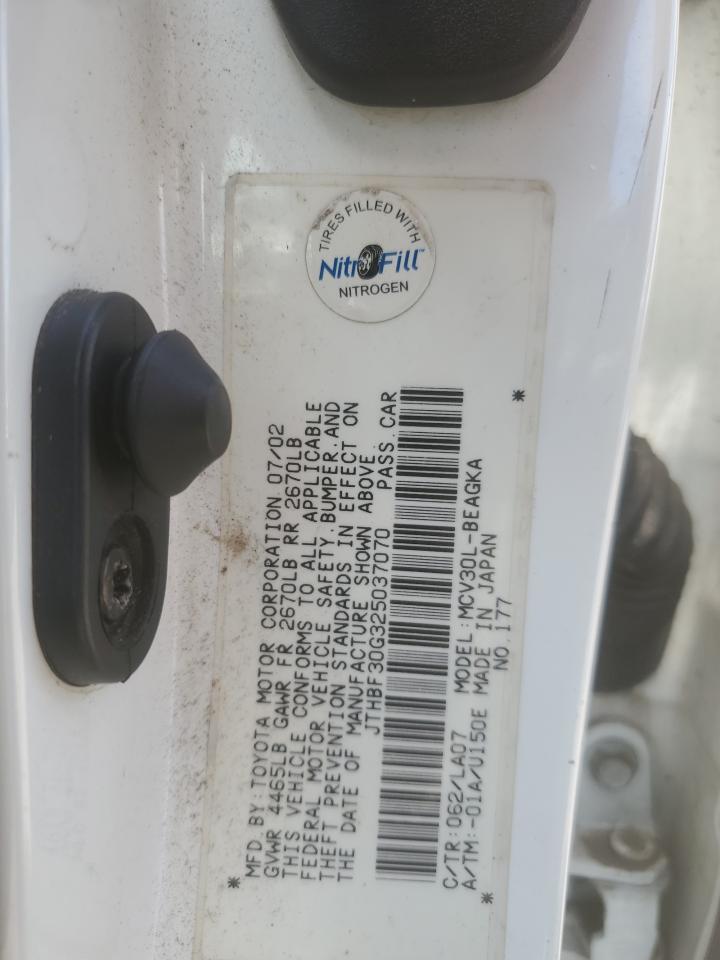 TIRES FILLED WITH
NitroFill™
NITROGEN
MFD. BY: TOYOTA MOTOR CORPORATION 07/02
GVWR 4465LB GAWR FR 2670LB RR 2670LB
THIS VEHICLE CONFORMS TO ALL APPLICABLE
FEDERAL MOTOR VEHICLE SAFETY, BUMPER, AND
THEFT PREVENTION STANDARDS IN EFFECT ON
THE DATE OF MANUFACTURE SHOWN ABOVE.
JTHBF30G325037070 PASS. CAR
C/TR: 062/LA07 MODEL: MCV30L-BEAGKA
A/TM: -01A/U150E MADE IN JAPAN
NO. 177